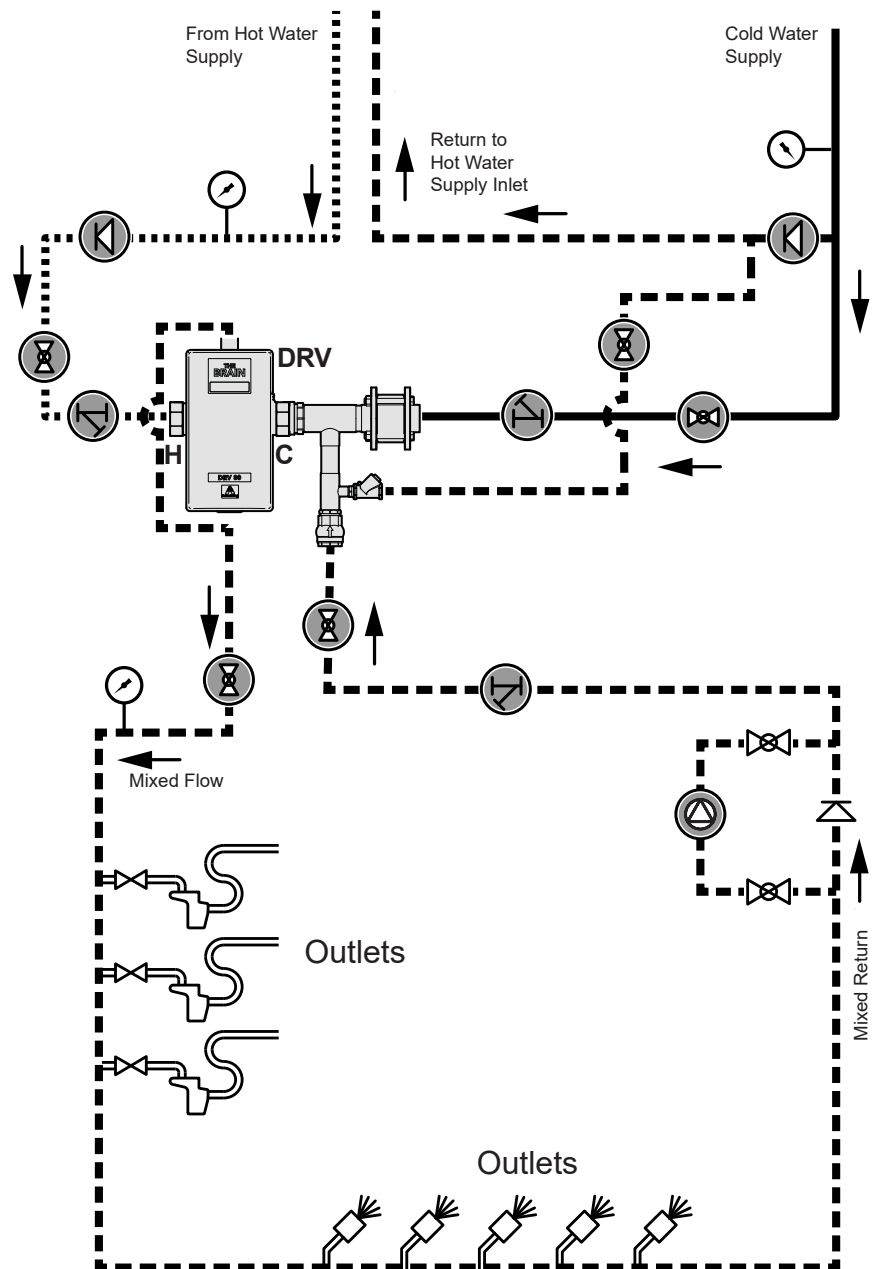 From Hot Water
Supply
Cold Water
Supply
Return to
Hot Water
Supply Inlet
DRV
THE
BRAIN
H
C
DRV 80
Mixed Flow
Outlets
Mixed Return
Outlets